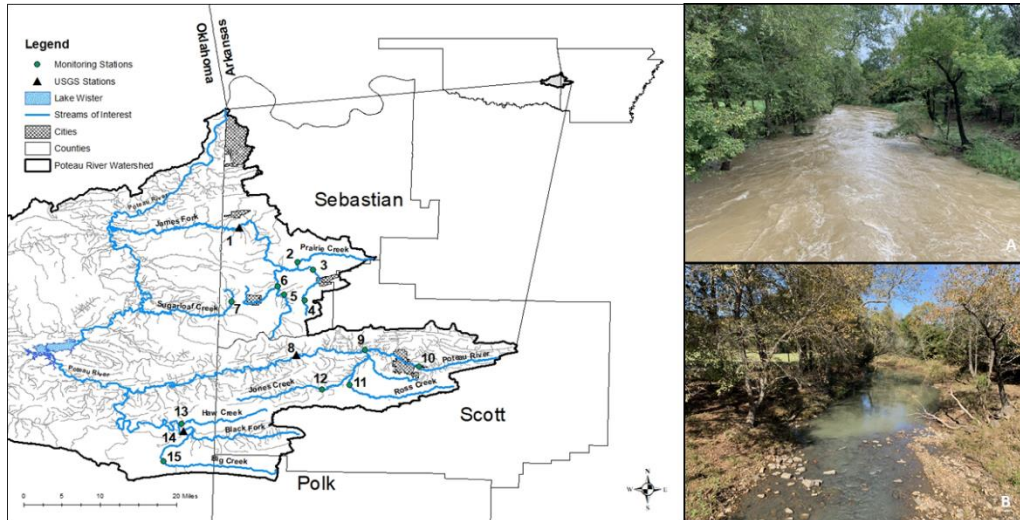 Legend
Monitoring Stations
USGS Stations
Lake Wister
Streams of Interest
Cities
Counties
Poteau River Watershed
Oklahoma
Arkansas
Sebastian
Poteau River
James Fork
1
Prairie Creek
2
3
6
5
4
7
Sugarloaf Creek
8
9
10
Poteau River
Poteau River
Jones Creek
12
11
Ross Creek
Scott
13
Haw Creek
14
Black Fork
15
Big Creek
Polk
0 5 10 20 Miles
N
W E
S
A
B